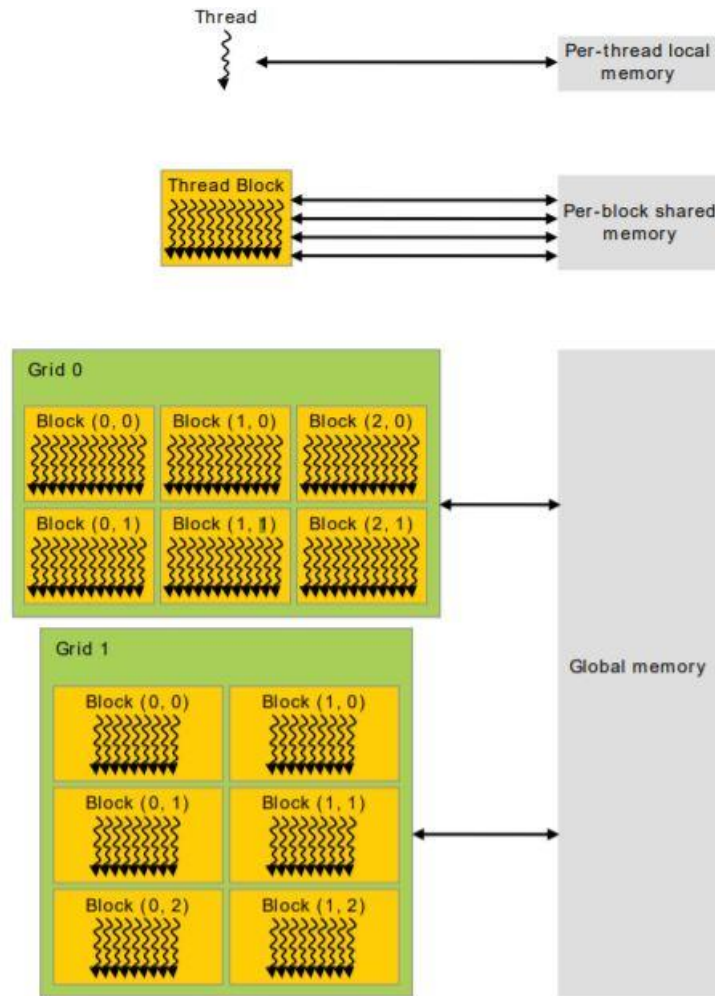 Thread
Per-thread local
memory
Thread Block
Per-block shared
memory
Grid 0
Block (0, 0) Block (1, 0) Block (2, 0)
Block (0, 1) Block (1, 1) Block (2, 1)
Grid 1
Block (0, 0) Block (1, 0)
Block (0, 1) Block (1, 1)
Block (0, 2) Block (1, 2)
Global memory